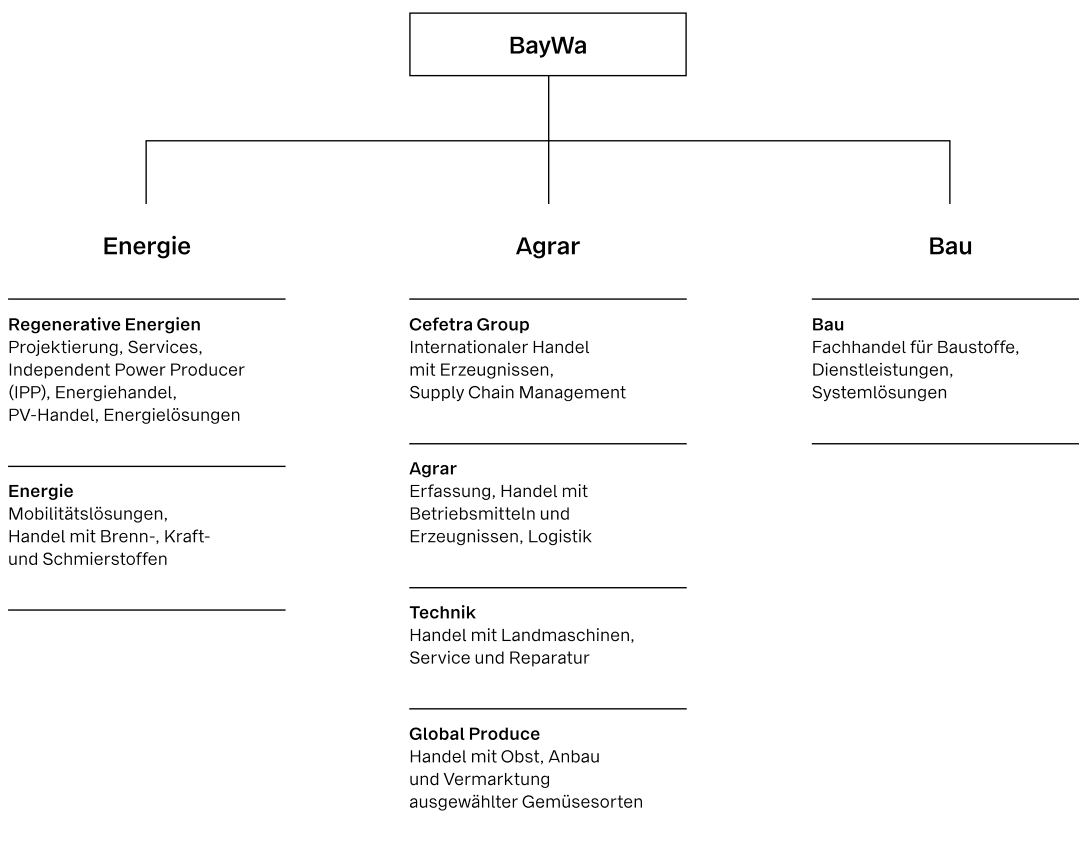 BayWa
Energie
Regenerative Energien
Projektierung, Services,
Independent Power Producer
(IPP), Energiehandel,
PV-Handel, Energielösungen
Energie
Mobilitätslösungen,
Handel mit Brenn-, Kraft-
und Schmierstoffen
Agrar
Cefetra Group
Internationaler Handel
mit Erzeugnissen,
Supply Chain Management
Agrar
Erfassung, Handel mit
Betriebsmitteln und
Erzeugnissen, Logistik
Technik
Handel mit Landmaschinen,
Service und Reparatur
Global Produce
Handel mit Obst, Anbau
und Vermarktung
ausgewählter Gemüsesorten
Bau
Bau
Fachhandel für Baustoffe,
Dienstleistungen,
Systemlösungen